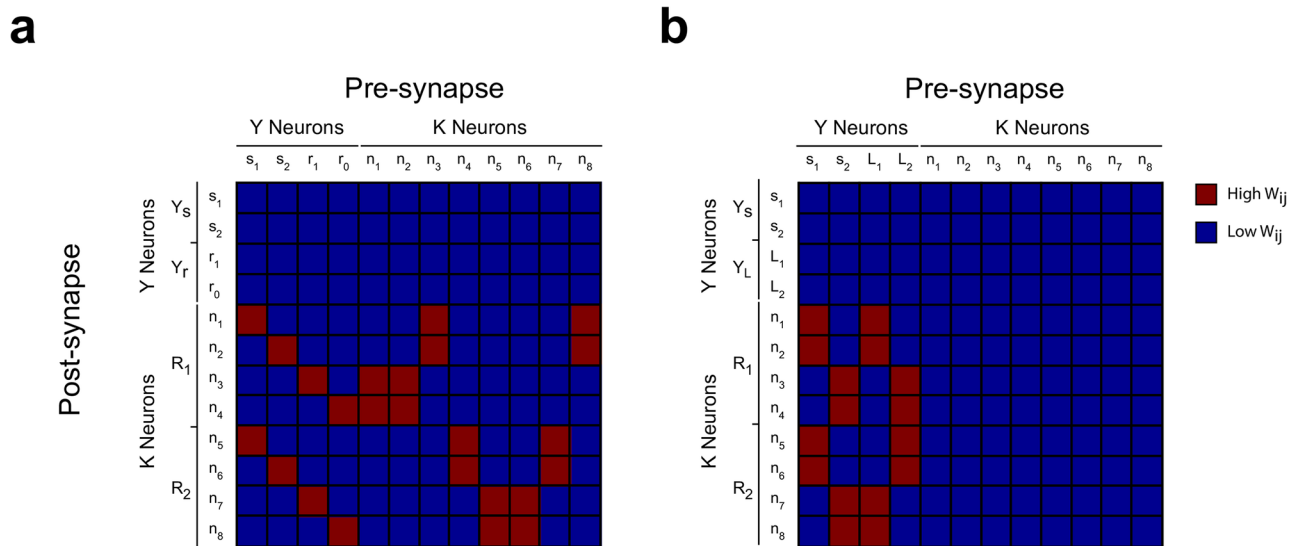 a
b
Pre-synapse
Pre-synapse
Y Neurons K Neurons
Y Neurons K Neurons
s1 s2 r1 r0 n1 n2 n3 n4 n5 n6 n7 n8
s1 s2 L1 L2 n1 n2 n3 n4 n5 n6 n7 n8
Post-synapse
Y Neurons
Ys
s1
s2
Yr
r1
r0
K Neurons
R1
n1
n2
n3
n4
R2
n5
n6
n7
n8
Y Neurons
Ys
s1
s2
YL
L1
L2
K Neurons
R1
n1
n2
n3
n4
R2
n5
n6
n7
n8
High Wij
Low Wij